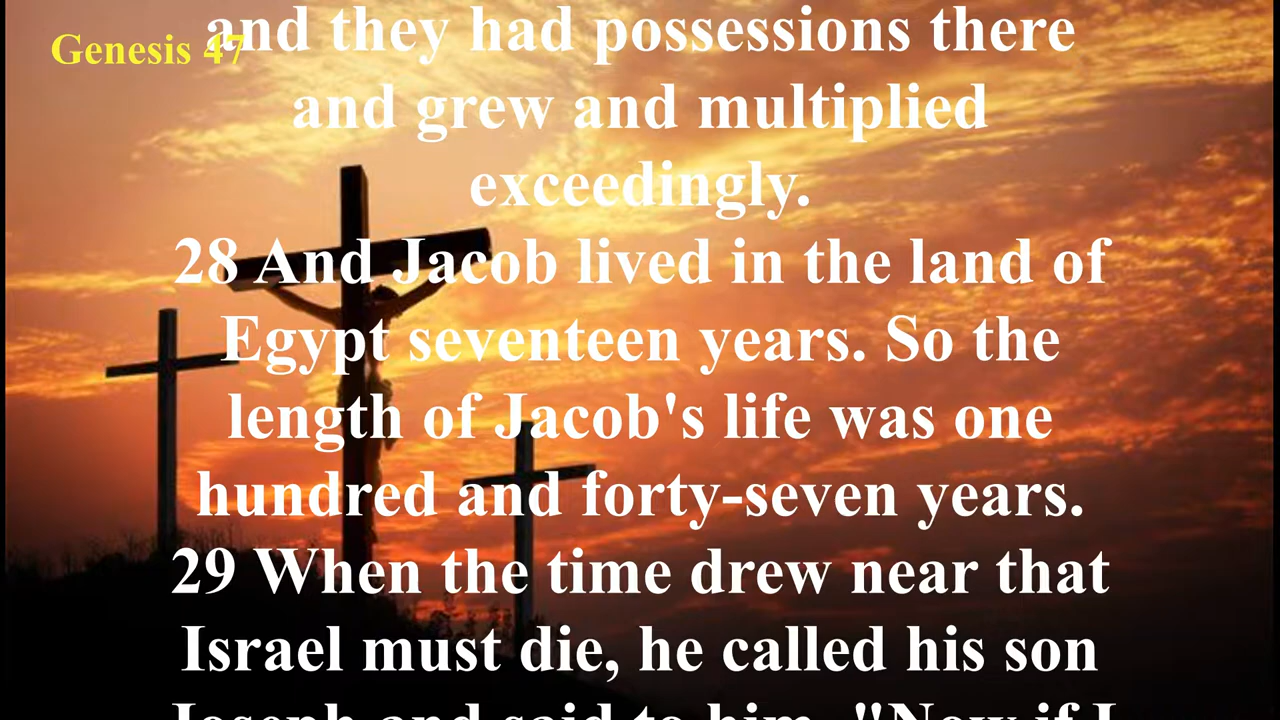 Genesis 47
and they had possessions there
and grew and multiplied
exceedingly.
28 And Jacob lived in the land of
Egypt seventeen years. So the
length of Jacob's life was one
hundred and forty-seven years.
29 When the time drew near that
Israel must die, he called his son
Joseph and said to him, "Now if I